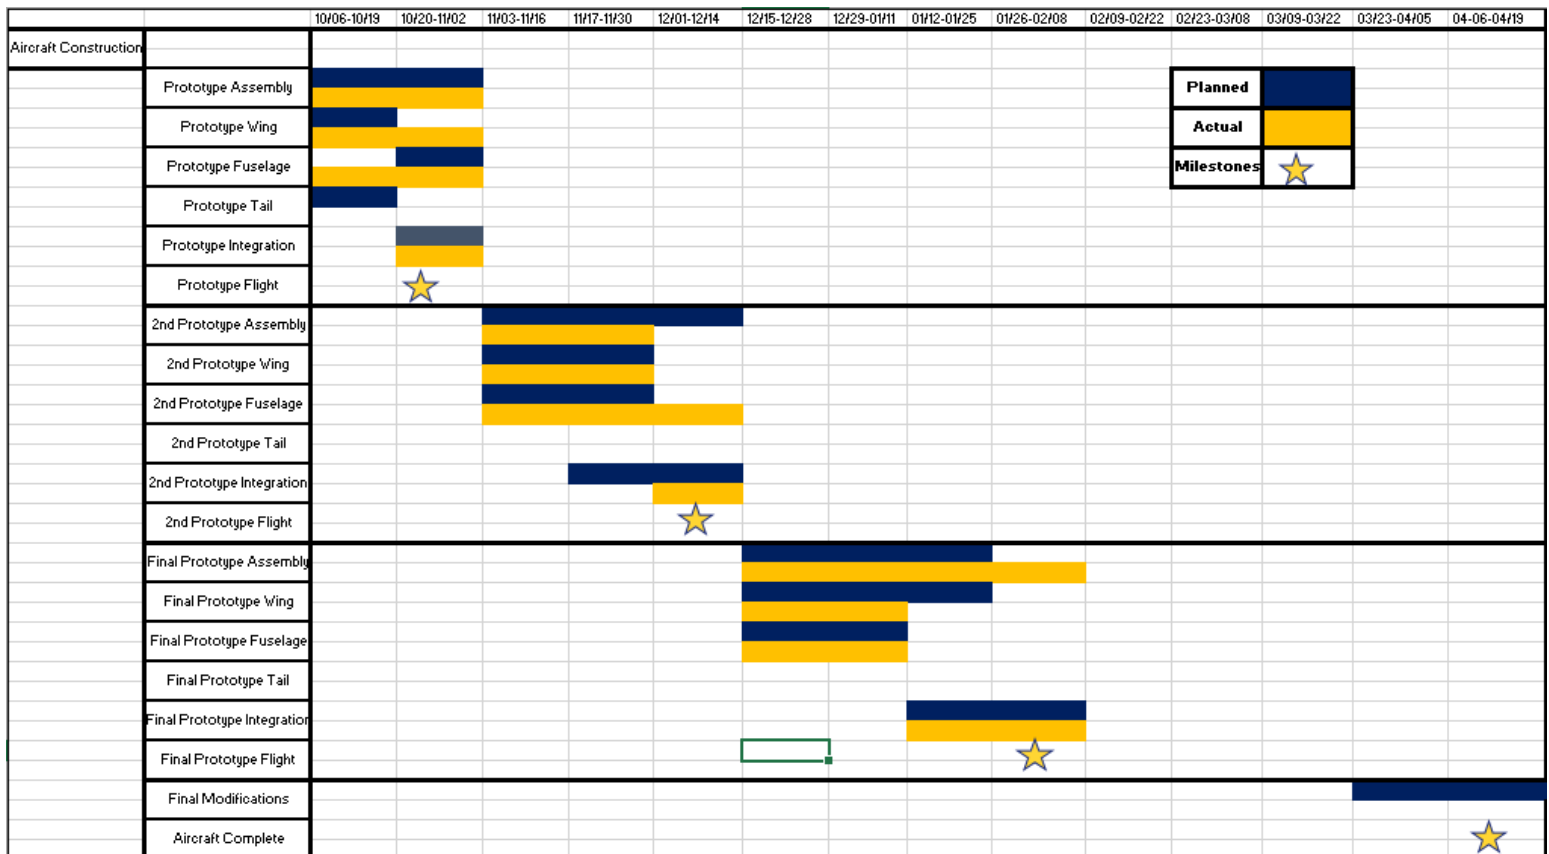 10/06-10/19 10/20-11/02 11/03-11/16 11/17-11/30 12/01-12/14 12/15-12/28 12/29-01/11 01/12-01/25 01/26-02/08 02/09-02/22 02/23-03/08 03/09-03/22 03/23-04/05 04-06-04/19
Aircraft Construction
Prototype Assembly
Planned
Prototype Wing
Actual
Prototype Fuselage
Milestones
Prototype Tail
Prototype Integration
Prototype Flight
2nd Prototype Assembly
2nd Prototype Wing
2nd Prototype Fuselage
2nd Prototype Tail
2nd Prototype Integration
2nd Prototype Flight
Final Prototype Assembly
Final Prototype Wing
Final Prototype Fuselage
Final Prototype Tail
Final Prototype Integration
Final Prototype Flight
Final Modifications
Aircraft Complete